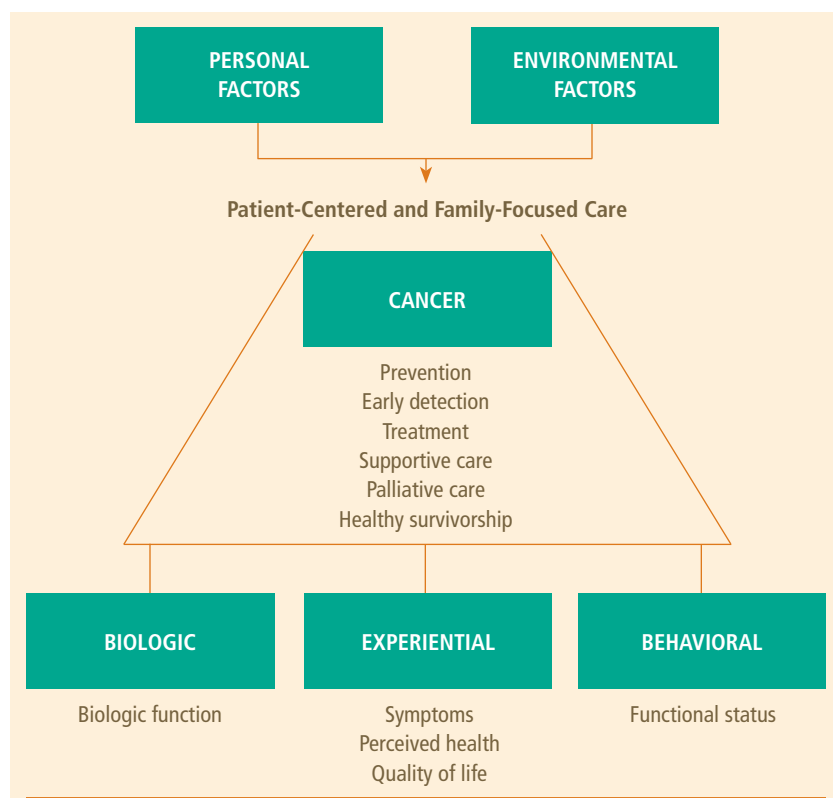 PERSONAL
FACTORS
ENVIRONMENTAL
FACTORS
Patient-Centered and Family-Focused Care
CANCER
Prevention
Early detection
Treatment
Supportive care
Palliative care
Healthy survivorship
BIOLOGIC
Biologic function
EXPERIENTIAL
Symptoms
Perceived health
Quality of life
BEHAVIORAL
Functional status